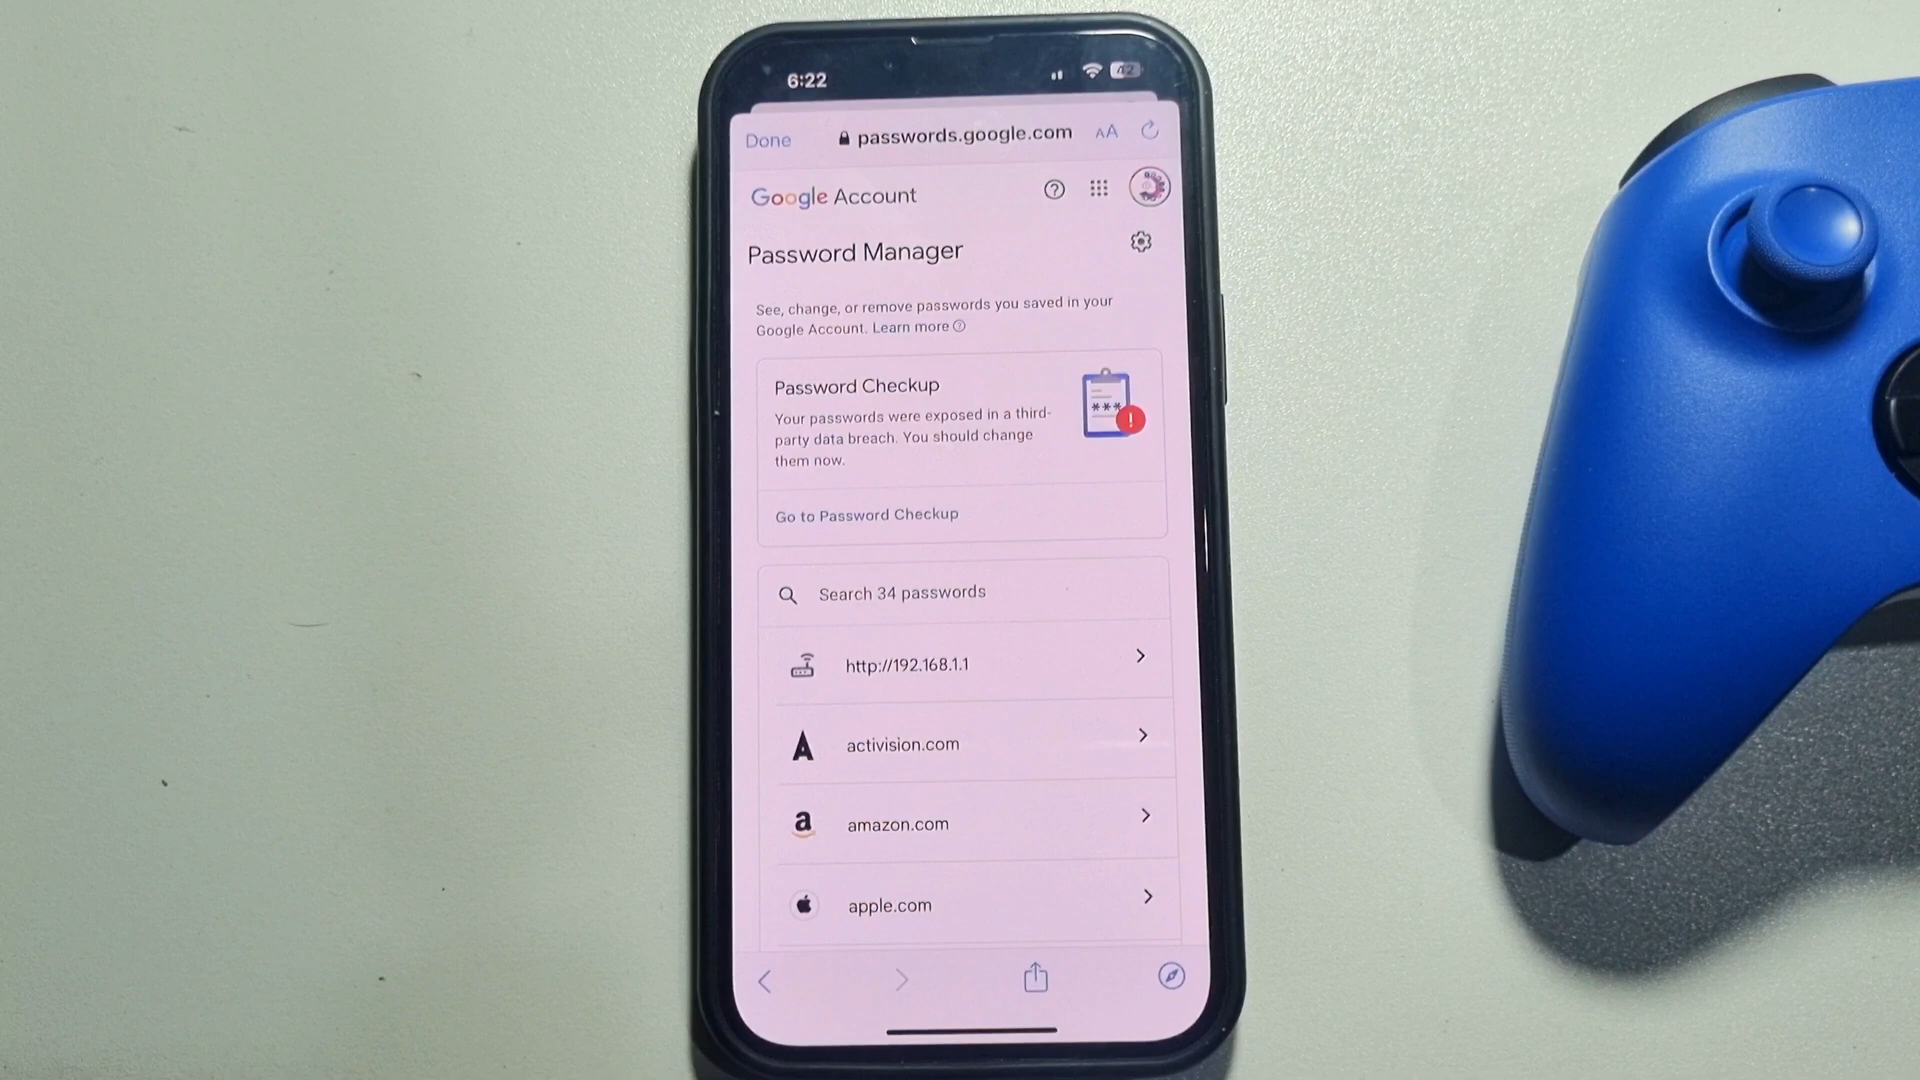 6:22
42
Done
passwords.google.com
AA
Google Account
Password Manager
See, change, or remove passwords you saved in your
Google Account. Learn more
Password Checkup
Your passwords were exposed in a third-
party data breach. You should change
them now.
***
!
Go to Password Checkup
Search 34 passwords
http://192.168.1.1
activision.com
amazon.com
apple.com